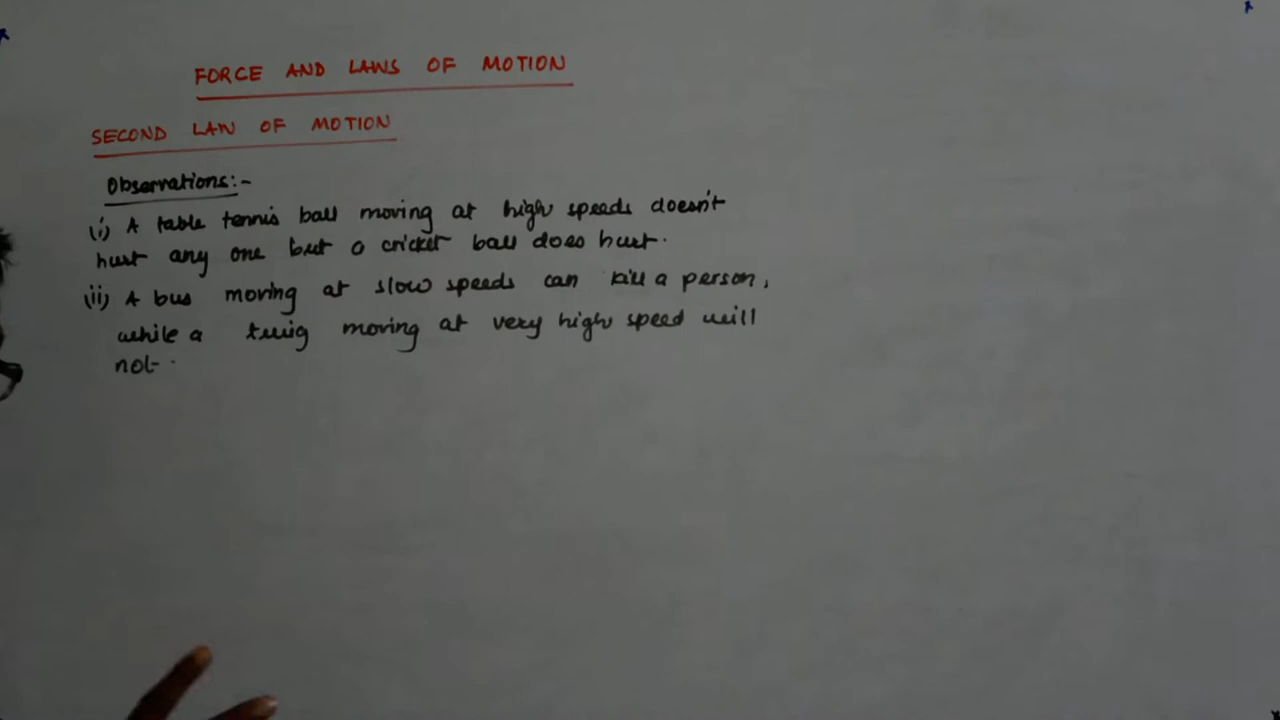 FORCE AND LAWS OF MOTION
SECOND LAW OF MOTION
Observations:-
(i) A table tennis ball moving at high speeds doesn't
hurt any one but a cricket ball does hurt.
(ii) A bus moving at slow speeds can kill a person,
while a twig moving at very high speed will
not.